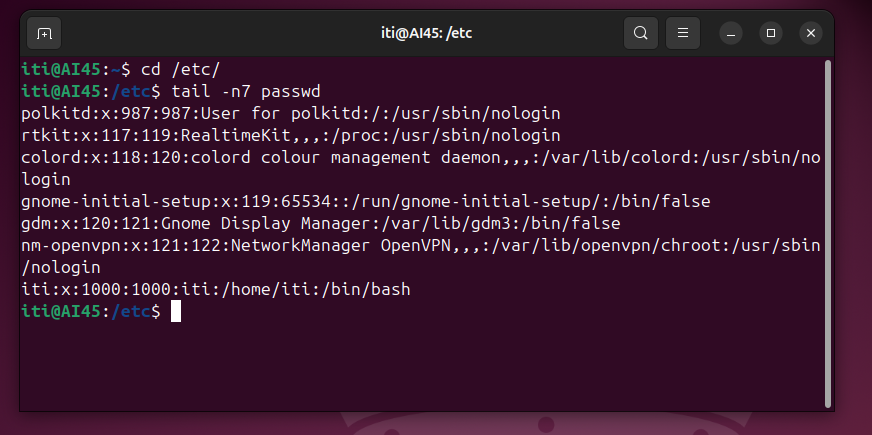 iti@AI45: /etc
iti@AI45:~$ cd /etc/
iti@AI45:/etc$ tail -n7 passwd
polkitd:x:987:987:User for polkitd:/:/usr/sbin/nologin
rtkit:x:117:119:RealtimeKit,,,:/proc:/usr/sbin/nologin
colord:x:118:120:colord colour management daemon,,,:/var/lib/colord:/usr/sbin/no
login
gnome-initial-setup:x:119:65534::/run/gnome-initial-setup/:/bin/false
gdm:x:120:121:Gnome Display Manager:/var/lib/gdm3:/bin/false
nm-openvpn:x:121:122:NetworkManager OpenVPN,,,:/var/lib/openvpn/chroot:/usr/sbin
/nologin
iti:x:1000:1000:iti:/home/iti:/bin/bash
iti@AI45:/etc$